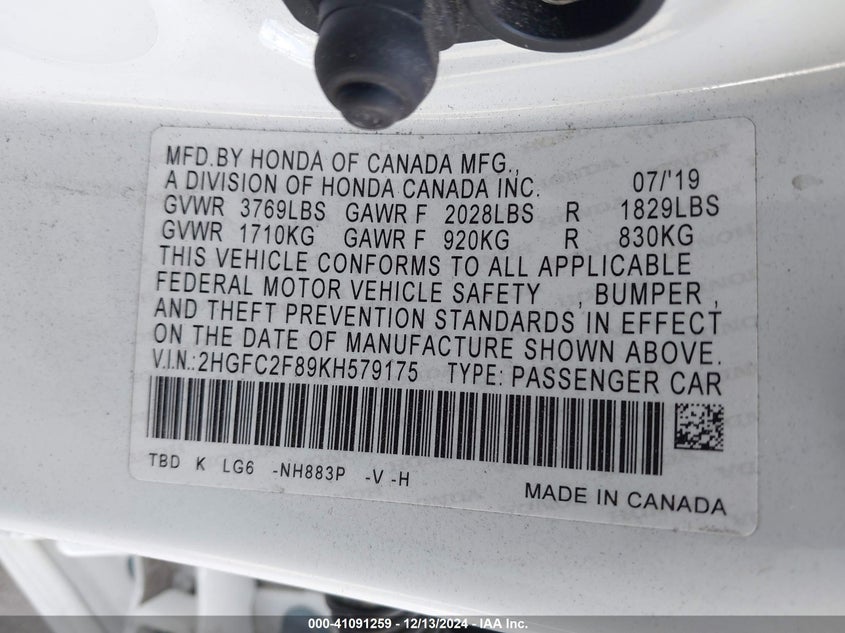 MFD.BY HONDA OF CANADA MFG.,
A DIVISION OF HONDA CANADA INC. 07/'19
GVWR 3769LBS GAWR F 2028LBS R 1829LBS
GVWR 1710KG GAWR F 920KG R 830KG
THIS VEHICLE CONFORMS TO ALL APPLICABLE
FEDERAL MOTOR VEHICLE SAFETY , BUMPER ,
AND THEFT PREVENTION STANDARDS IN EFFECT
ON THE DATE OF MANUFACTURE SHOWN ABOVE.
V.I.N.:2HGFC2F89KH579175 TYPE: PASSENGER CAR
TBD K LG6 -NH883P -V -H
MADE IN CANADA
000-41091259 - 12/13/2024 - IAA Inc.